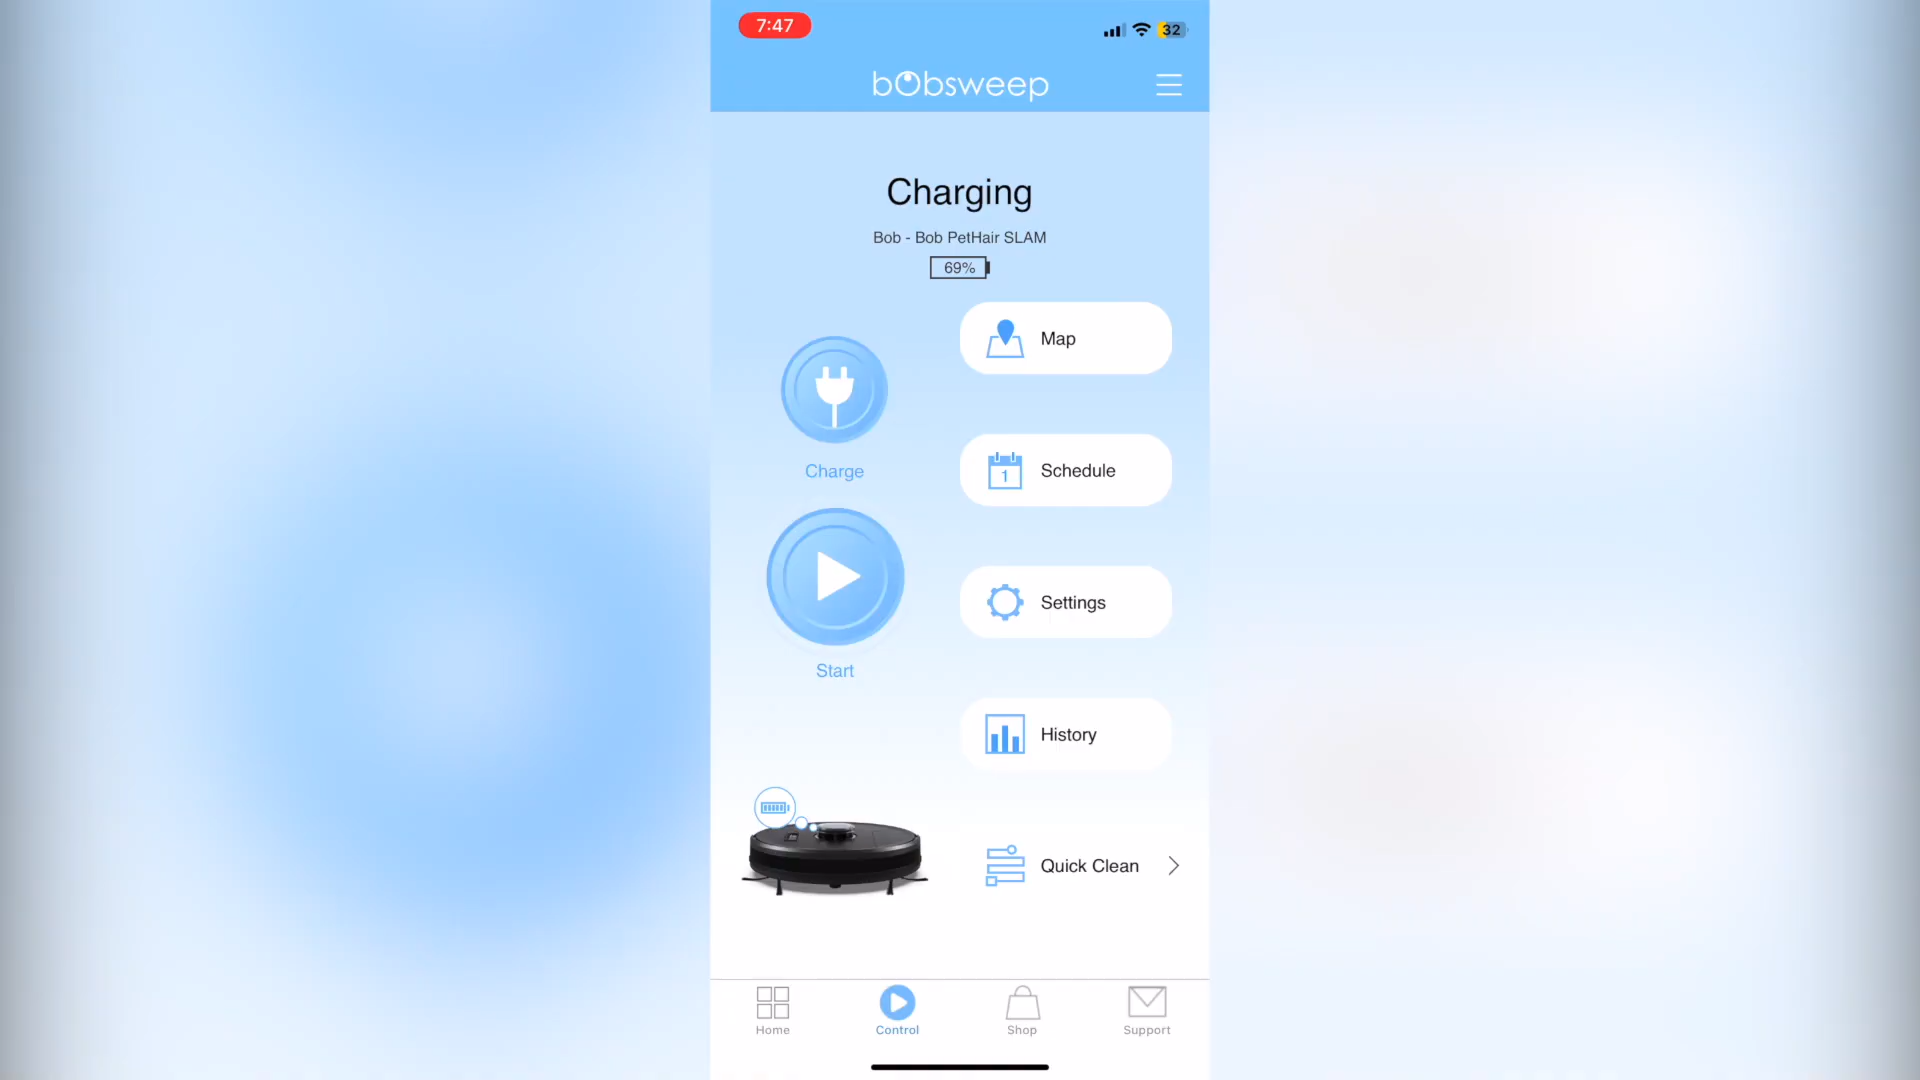 7:47
32
bobsweep
Charging
Bob - Bob PetHair SLAM
69%
Map
Charge
1
Schedule
Settings
Start
History
Quick Clean
Home
Control
Shop
Support